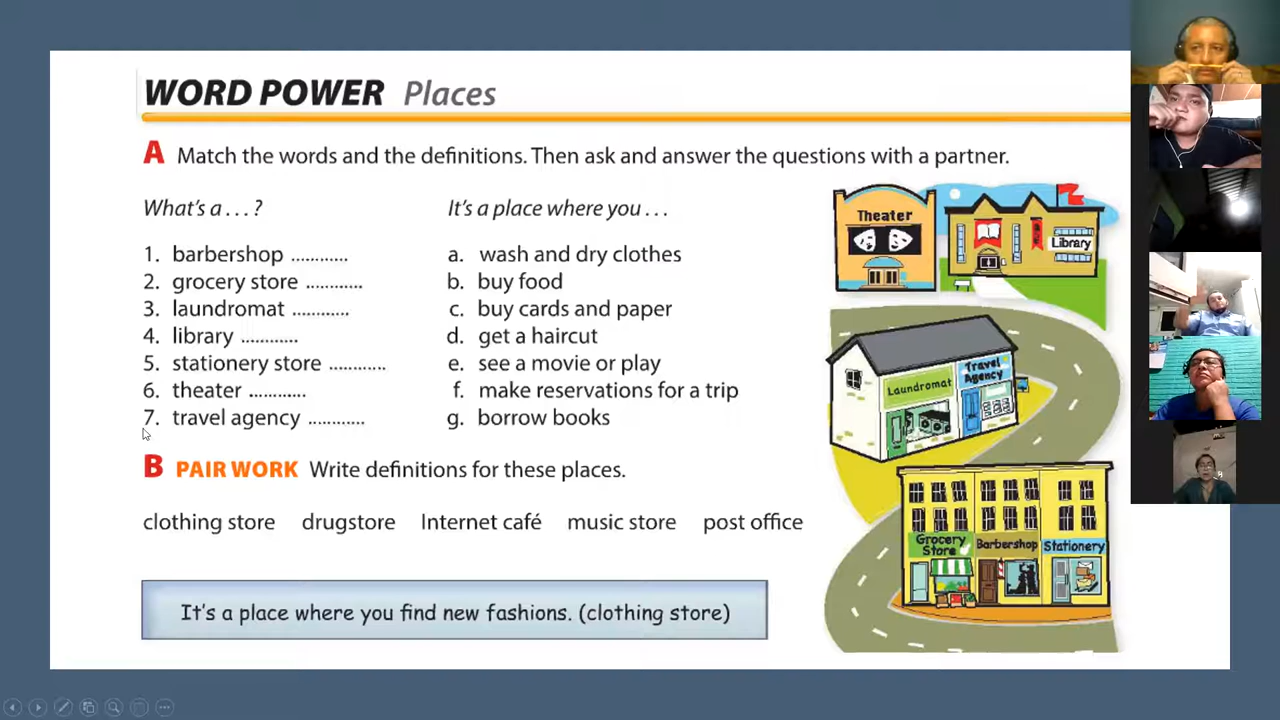 WORD POWER Places
A Match the words and the definitions. Then ask and answer the questions with a partner.
What's a . . . ?
1. barbershop ............
2. grocery store ............
3. laundromat ............
4. library ............
5. stationery store ............
6. theater ............
7. travel agency ............
It's a place where you . . .
a. wash and dry clothes
b. buy food
c. buy cards and paper
d. get a haircut
e. see a movie or play
f. make reservations for a trip
g. borrow books
Theater
Library
Laundromat
Travel
Agency
Grocery
Store
Barbershop
Stationery
B PAIR WORK Write definitions for these places.
clothing store drugstore Internet café music store post office
It's a place where you find new fashions. (clothing store)